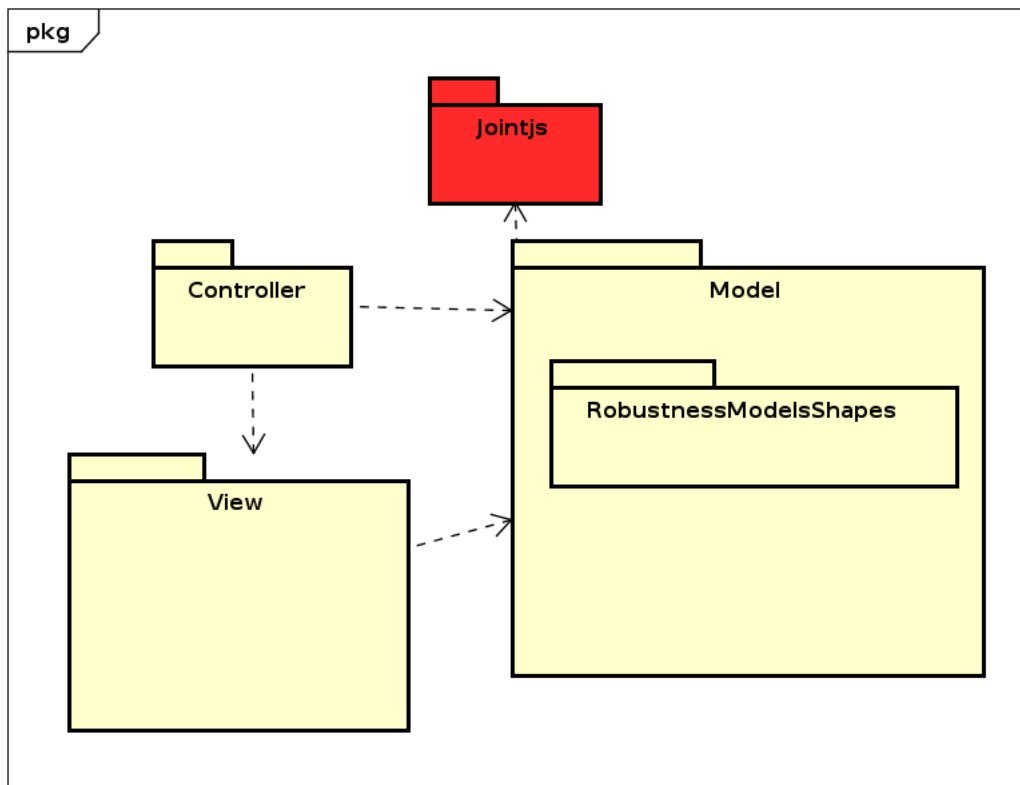 pkg
Jointjs
Controller
Model
RobustnessModelsShapes
View